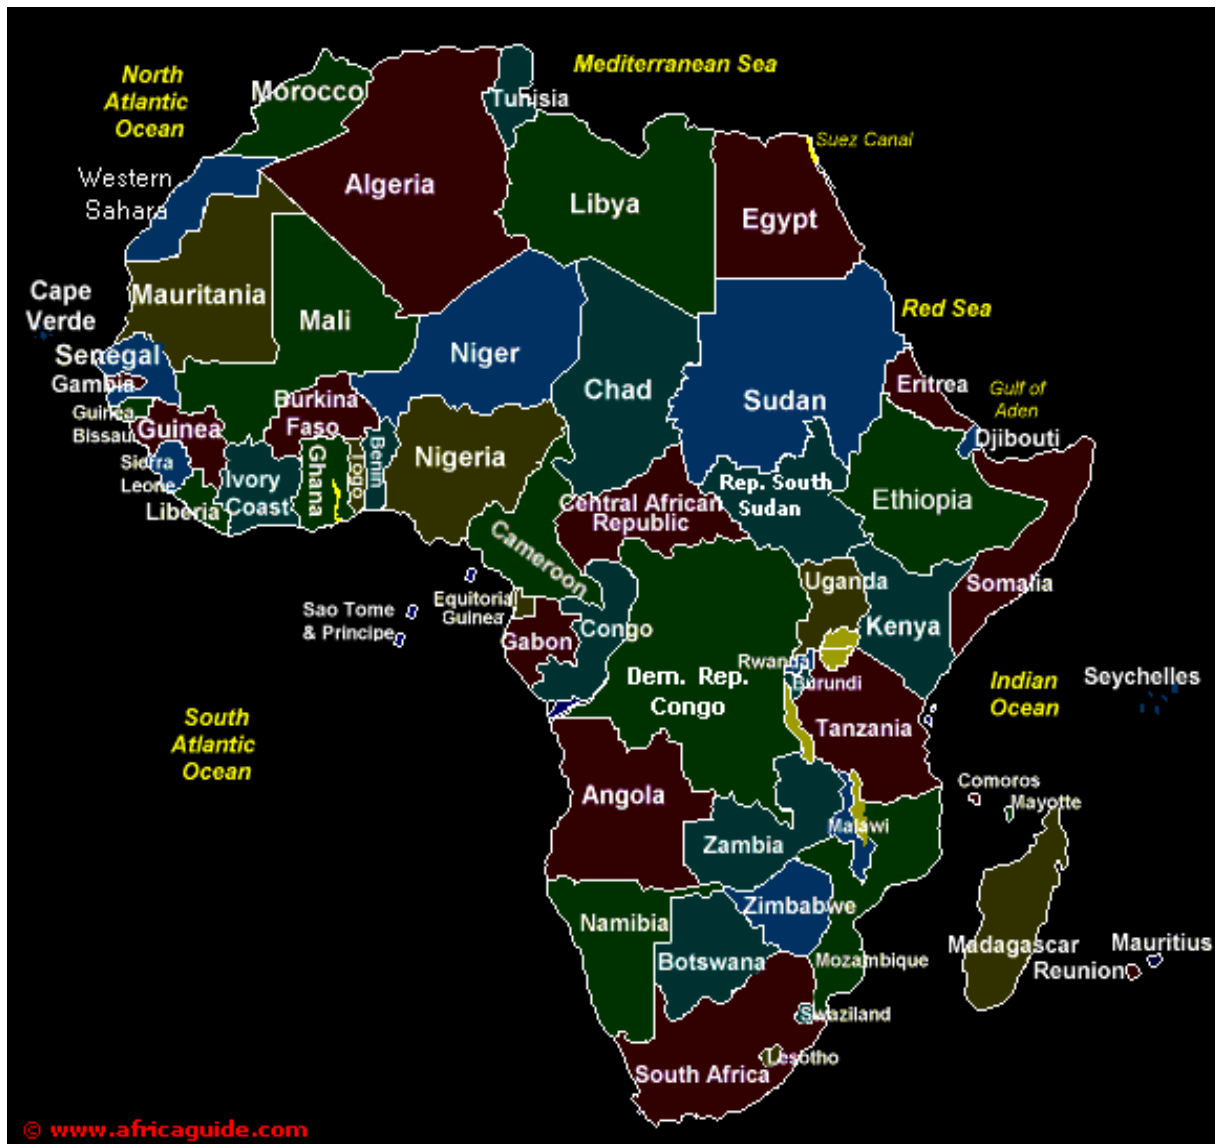 North
Atlantic
Ocean
Mediterranean Sea
Morocco
Tunisia
Suez Canal
Western
Sahara
Algeria
Libya
Egypt
Cape
Verde
Mauritania
Mali
Niger
Chad
Sudan
Red Sea
Senegal
Gambia
Guinea
Bissau
Guinea
Burkina
Faso
Eritrea
Gulf of
Aden
Djibouti
Sierra
Leone
Liberia
Ivory
Coast
Ghana
Togo
Benin
Nigeria
Central African
Republic
Rep. South
Sudan
Ethiopia
Cameroon
Somalia
Uganda
Kenya
Equitorial
Guinea
Sao Tome
& Principe
Gabon
Congo
Dem. Rep.
Congo
Rwanda
Burundi
Tanzania
Indian
Ocean
Seychelles
South
Atlantic
Ocean
Angola
Zambia
Malawi
Comoros
Mayotte
Namibia
Zimbabwe
Botswana
Mozambique
Madagascar
Mauritius
Reunion
Swaziland
Lesotho
South Africa
© www.africaguide.com